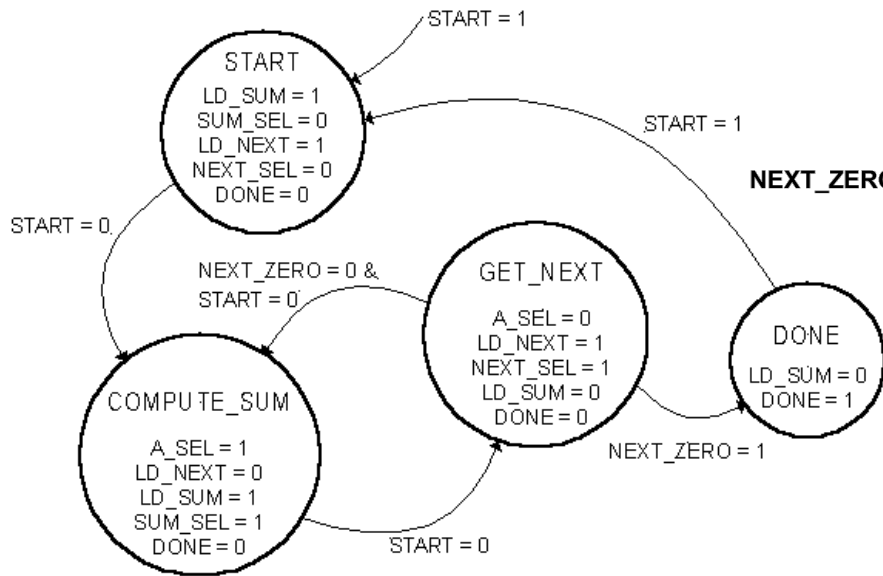 START = 1
START
LD_SUM = 1
SUM_SEL = 0
LD_NEXT = 1
NEXT_SEL = 0
DONE = 0
START = 1
NEXT_ZERO
START = 0
NEXT_ZERO = 0 &
START = 0
GET_NEXT
A_SEL = 0
LD_NEXT = 1
NEXT_SEL = 1
LD_SUM = 0
DONE = 0
DONE
LD_SUM = 0
DONE = 1
COMPUTE_SUM
A_SEL = 1
LD_NEXT = 0
LD_SUM = 1
SUM_SEL = 1
DONE = 0
NEXT_ZERO = 1
START = 0